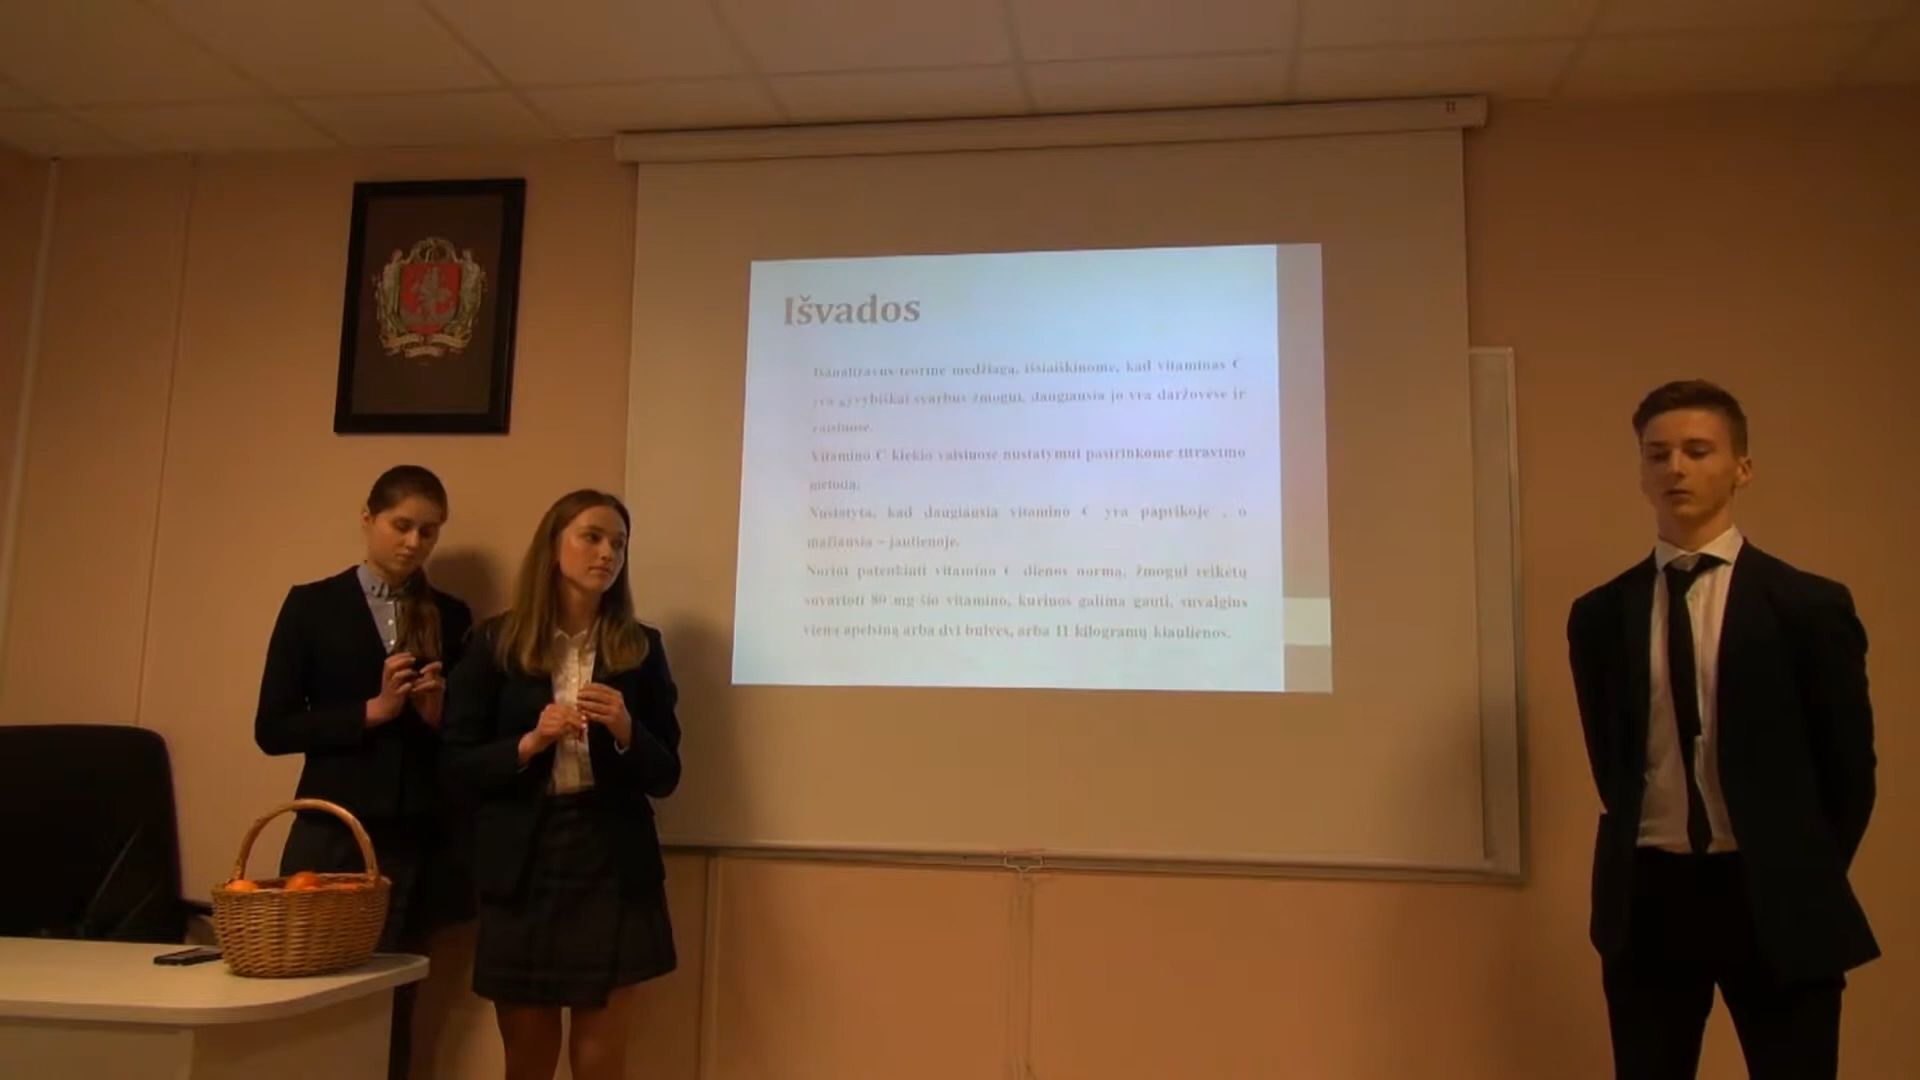 Išvados
Išanalizavus teorinę medžiagą, išsiaiškinome, kad vitaminas C
yra gyvybiškai svarbus žmogui, daugiausia jo yra daržovėse ir
vaisiuose.
Vitamino C kiekio vaisiuose nustatymui pasirinkome titravimo
metodą.
Nustatyta, kad daugiausia vitamino C yra paprikoje , o
mažiausia – jautienoje.
Norint patenkinti vitamino C dienos normą, žmogui reikėtų
suvartoti 80 mg šio vitamino, kuriuos galima gauti, suvalgius
vieną apelsiną arba dvi bulves, arba 11 kilogramų kiaulienos.